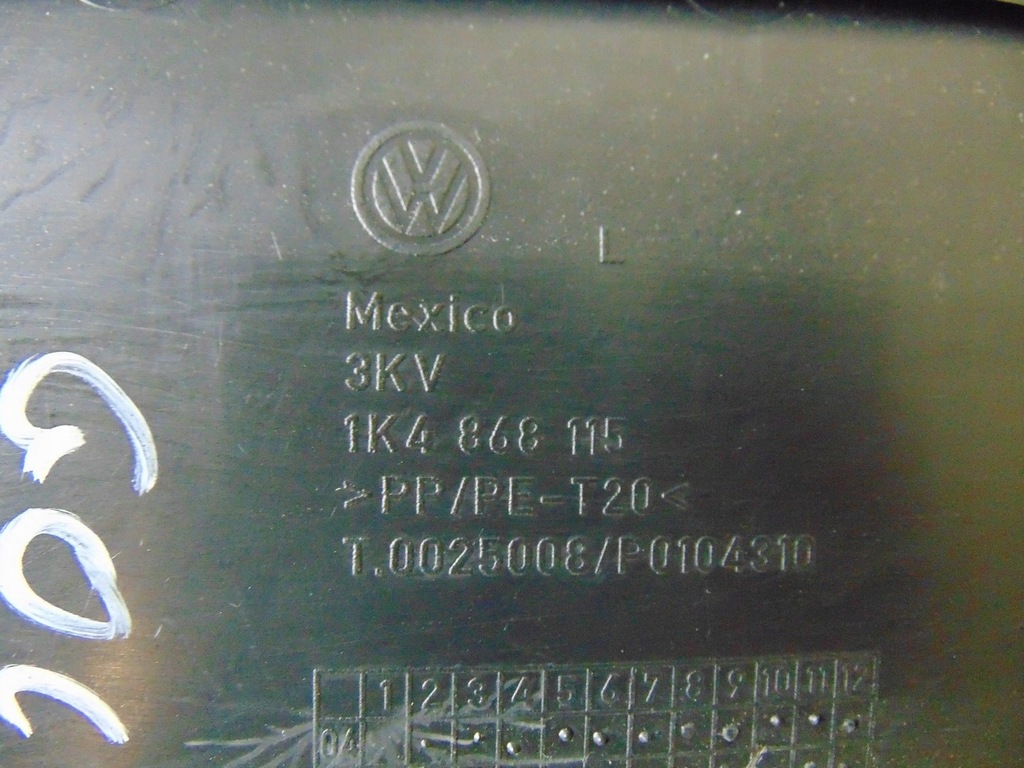 L
Mexico
3KV
1K4 868 115
>PP/PE-T20<
T.0025008/P0104310
1 2 3 4 5 6 7 8 9 10 11 12
04
GOL